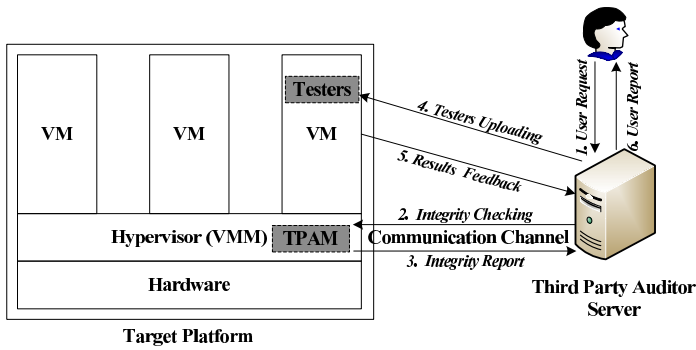 Testers
VM
VM
VM
1. User Request
6. User Report
4. Testers Uploading
5. Results Feedback
2. Integrity Checking
Hypervisor (VMM)
TPAM
Communication Channel
3. Integrity Report
Hardware
Third Party Auditor
Server
Target Platform